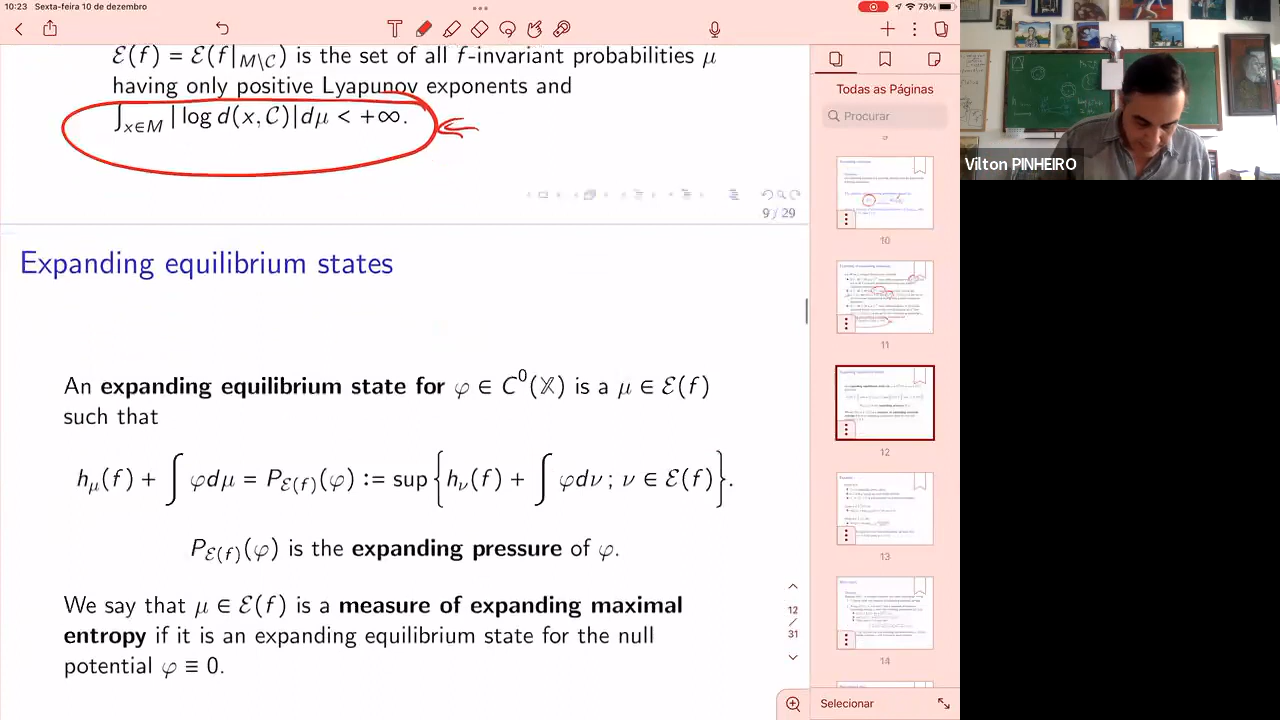 10:23 Sexta-feira 10 de dezembro
79%
ℰ(f) = ℰ(f|_{M\𝒞}) is the set of all f-invariant probabilities μ
having only positive Lyapunov exponents and
∫_{x∈M} | log d(x, 𝒞)| dμ < +∞.
9 / 29
Expanding equilibrium states
An expanding equilibrium state for φ ∈ C⁰(𝕏) is a μ ∈ ℰ(f)
such that
h_μ(f) + ∫ φdμ = P_{ℰ(f)}(φ) := sup { h_ν(f) + ∫ φdν ; ν ∈ ℰ(f) }.
P_{ℰ(f)}(φ) is the expanding pressure of φ.
We say that μ ∈ ℰ(f) is a measure of expanding maximal
entropy if it is an expanding equilibrium state for the null
potential φ ≡ 0.
12
31
Todas as Páginas
Procurar
10
11
12
13
14
Selecionar
Vilton PINHEIRO